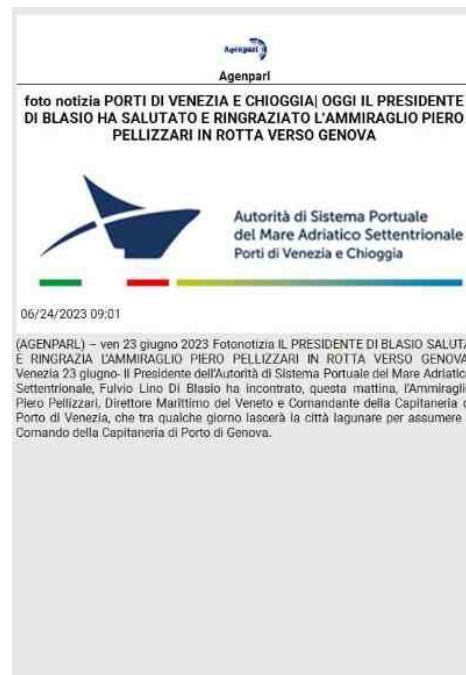 Agenparl
Agenparl
foto notizia PORTI DI VENEZIA E CHIOGGIA| OGGI IL PRESIDENTE
DI BLASIO HA SALUTATO E RINGRAZIATO L'AMMIRAGLIO PIERO
PELLIZZARI IN ROTTA VERSO GENOVA
Autorità di Sistema Portuale
del Mare Adriatico Settentrionale
Porti di Venezia e Chioggia
06/24/2023 09:01
(AGENPARL) – ven 23 giugno 2023 Fotonotizia IL PRESIDENTE DI BLASIO SALUTA
E RINGRAZIA L'AMMIRAGLIO PIERO PELLIZZARI IN ROTTA VERSO GENOVA
Venezia 23 giugno- Il Presidente dell'Autorità di Sistema Portuale del Mare Adriatico
Settentrionale, Fulvio Lino Di Blasio ha incontrato, questa mattina, l'Ammiragli
Piero Pellizzari, Direttore Marittimo del Veneto e Comandante della Capitaneria d
Porto di Venezia, che tra qualche giorno lascerà la città lagunare per assumere
Comando della Capitaneria di Porto di Genova.